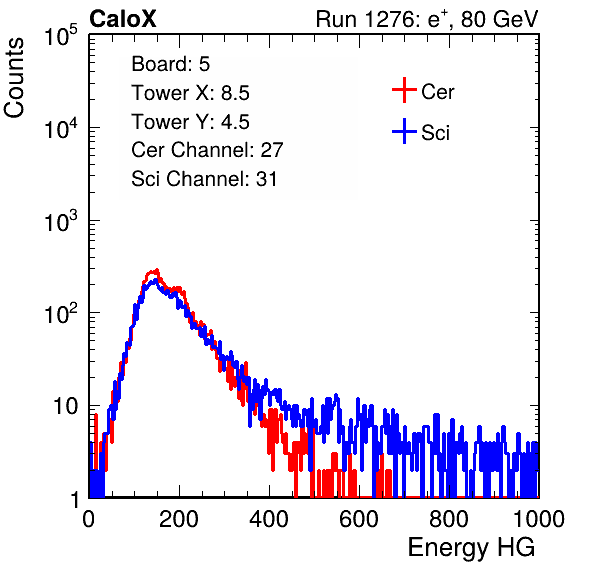 CaloX Run 1276: e⁺, 80 GeV
Counts
Board: 5
Tower X: 8.5
Tower Y: 4.5
Cer Channel: 27
Sci Channel: 31
Cer
Sci
10⁵
10⁴
10³
10²
10
1
0 200 400 600 800 1000
Energy HG